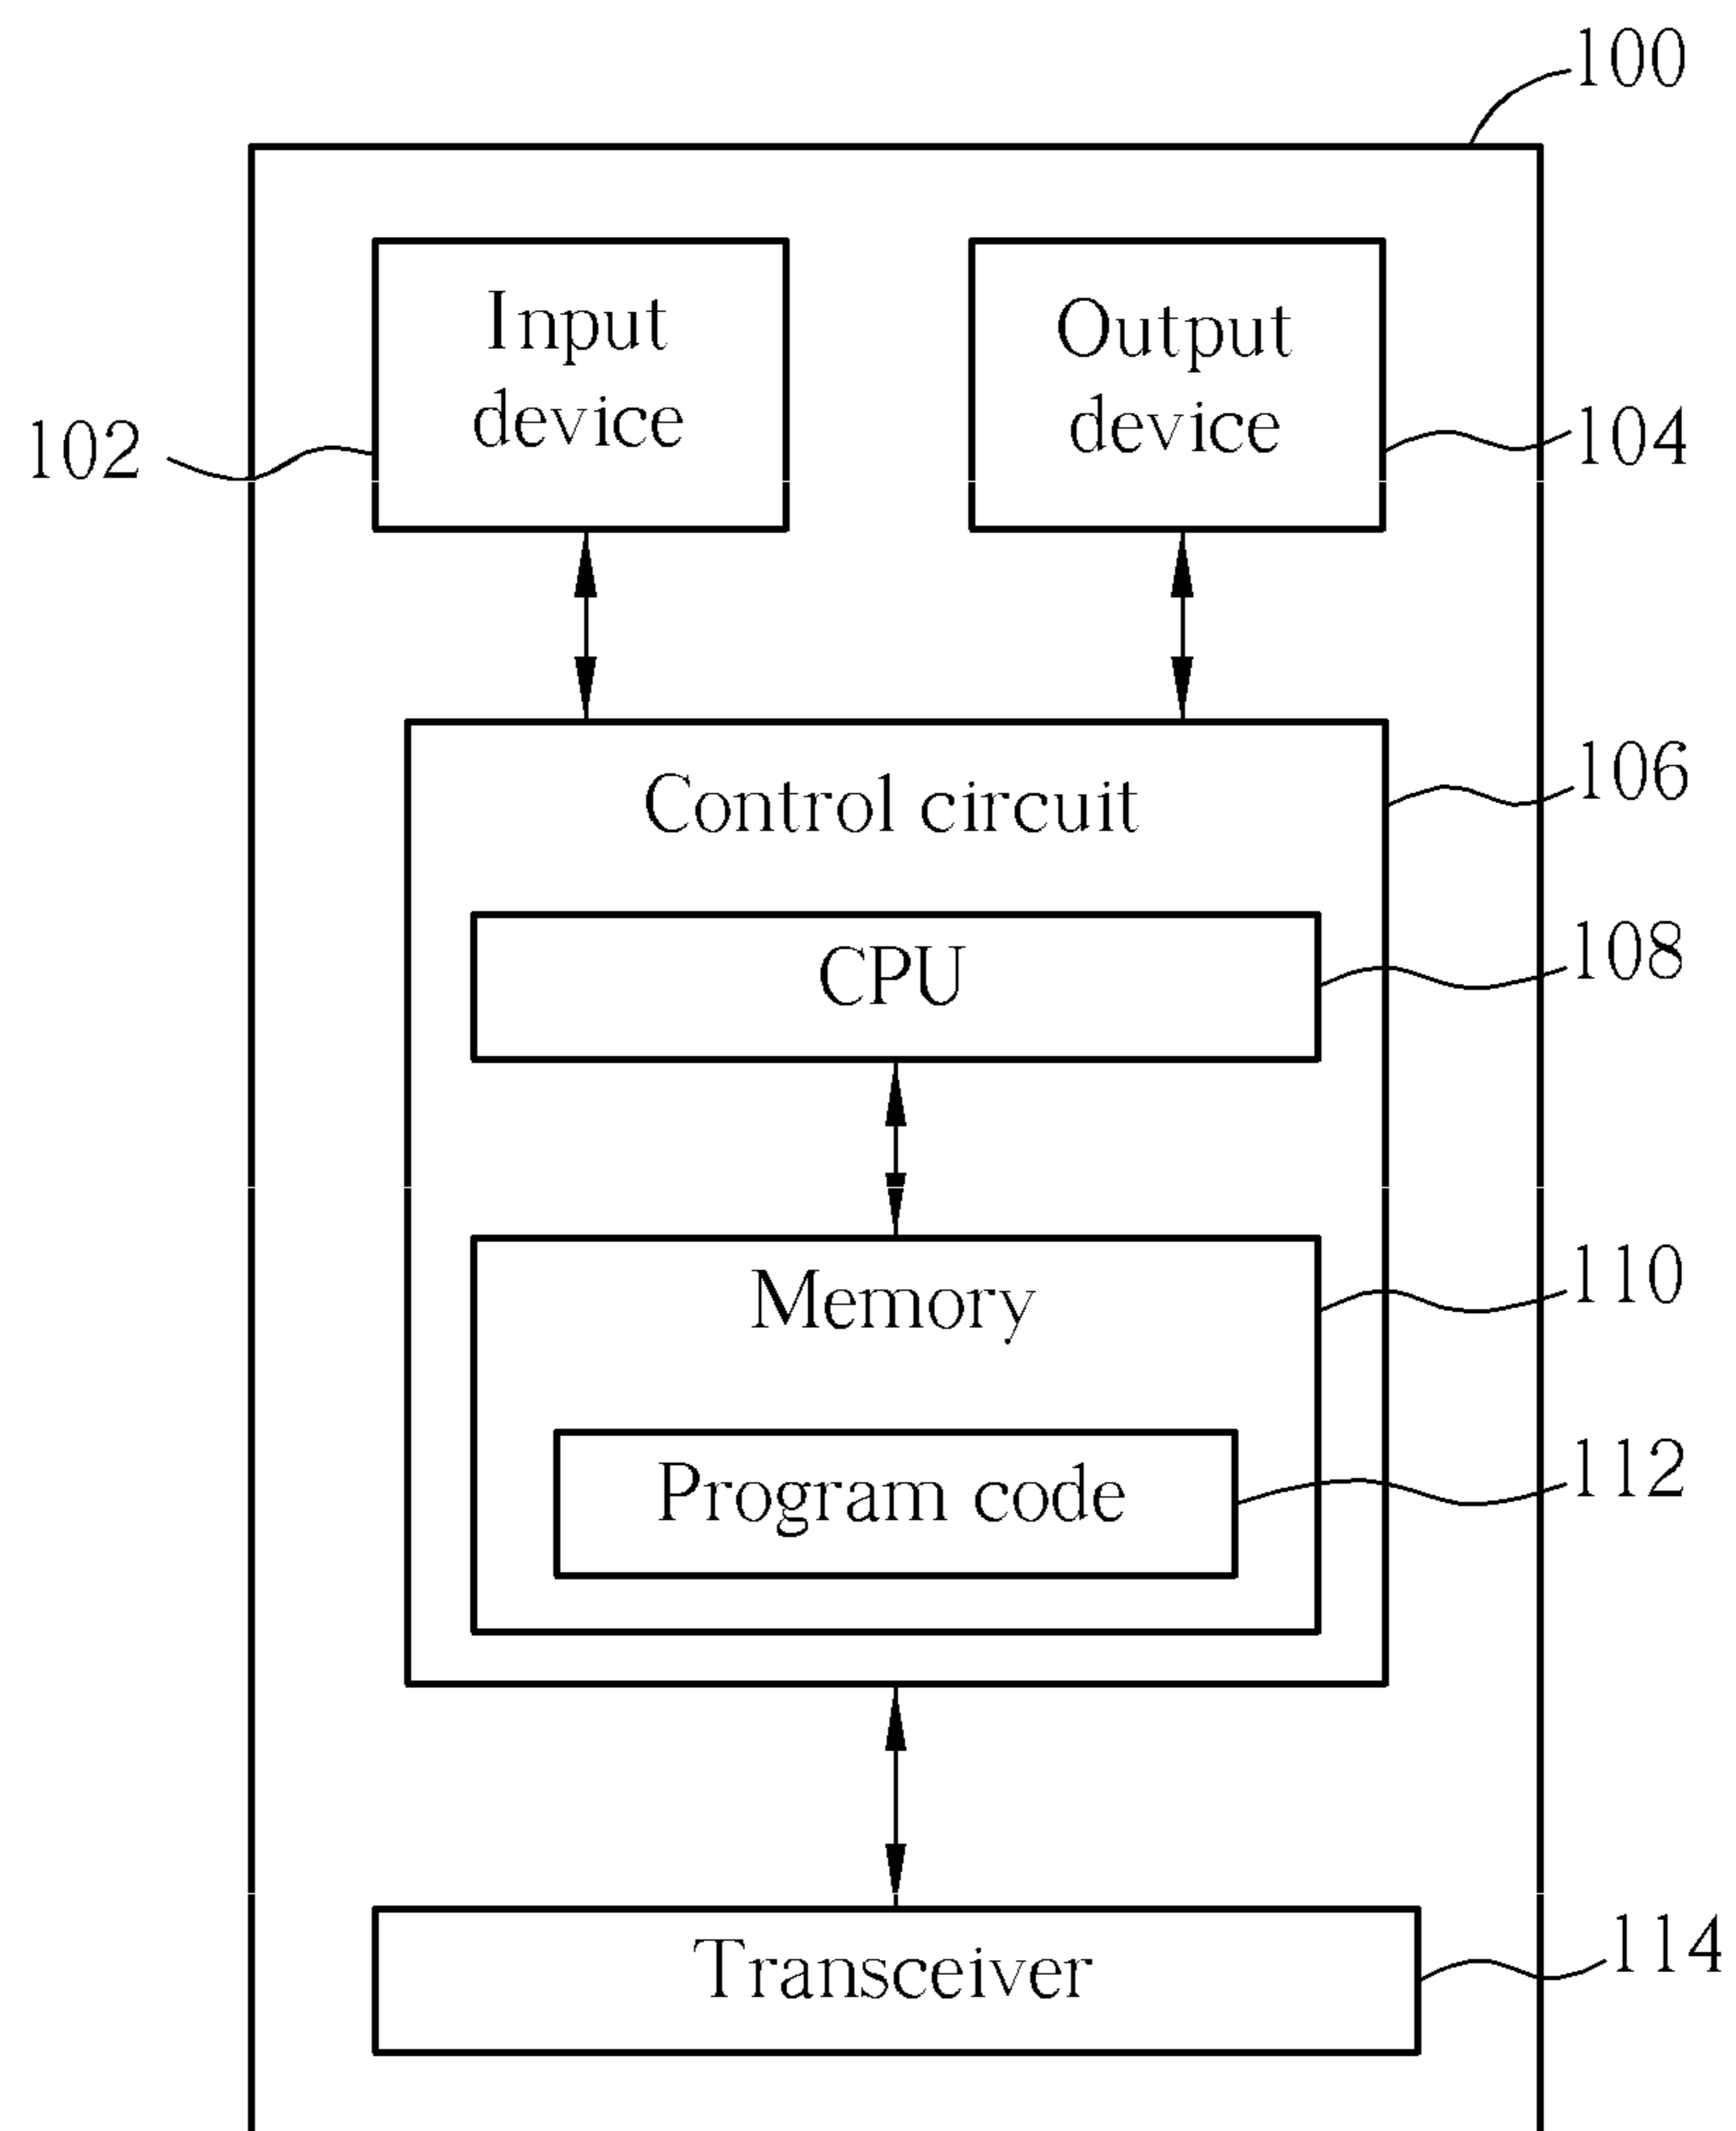 100
Input
device
Output
device
102
104
Control circuit
106
CPU
108
Memory
110
Program code
112
Transceiver
114